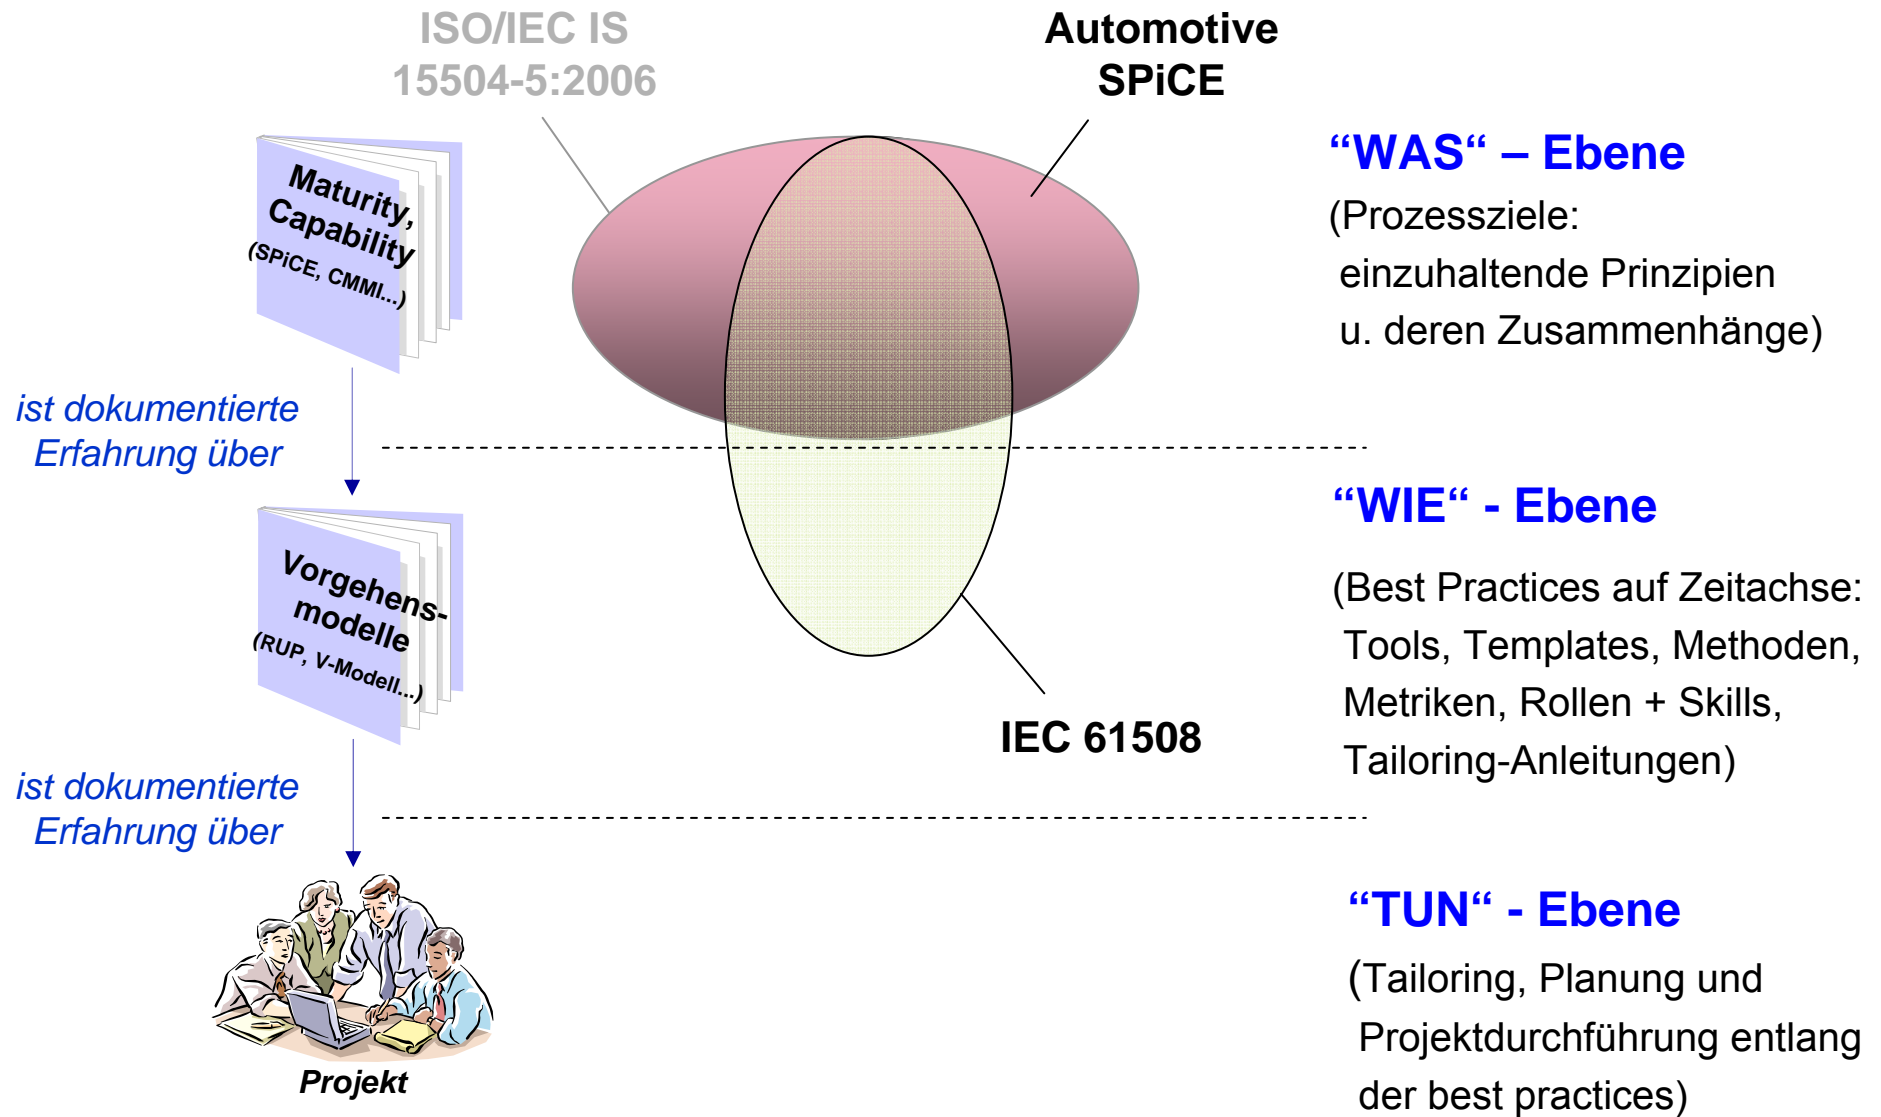 ISO/IEC IS
15504-5:2006
Automotive
SPiCE
Maturity,
Capability
(SPiCE, CMMI...)
“WAS“ – Ebene
(Prozessziele:
einzuhaltende Prinzipien
u. deren Zusammenhänge)
ist dokumentierte
Erfahrung über
Vorgehens-
modelle
(RUP, V-Modell...)
“WIE“ - Ebene
(Best Practices auf Zeitachse:
Tools, Templates, Methoden,
Metriken, Rollen + Skills,
Tailoring-Anleitungen)
IEC 61508
ist dokumentierte
Erfahrung über
“TUN“ - Ebene
(Tailoring, Planung und
Projektdurchführung entlang
der best practices)
Projekt